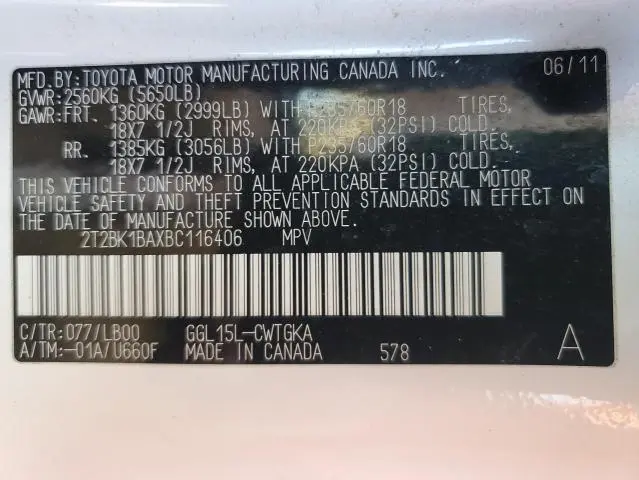 MFD.BY:TOYOTA MOTOR MANUFACTURING CANADA INC. 06/11
GVWR:2560KG (5650LB)
GAWR:FRT. 1360KG (2999LB) WITH P235/60R18 TIRES,
18X7 1/2J RIMS, AT 220KPA (32PSI) COLD.
RR. 1385KG (3056LB) WITH P235/60R18 TIRES,
18X7 1/2J RIMS, AT 220KPA (32PSI) COLD.
THIS VEHICLE CONFORMS TO ALL APPLICABLE FEDERAL MOTOR
VEHICLE SAFETY AND THEFT PREVENTION STANDARDS IN EFFECT ON
THE DATE OF MANUFACTURE SHOWN ABOVE.
2T2BK1BAXBC116406 MPV
C/TR:077/LB00 GGL15L-CWTGKA
A/TM:-01A/U660F MADE IN CANADA 578 A